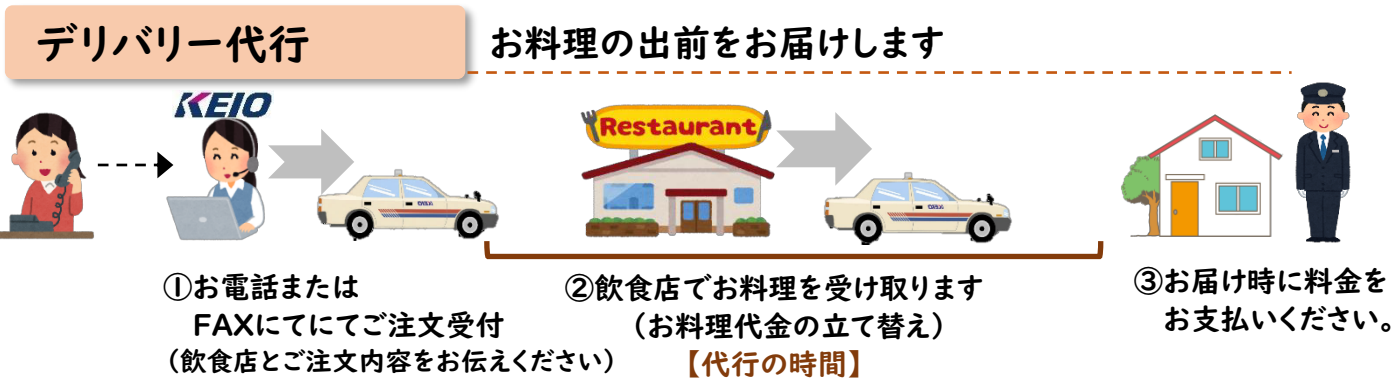 デリバリー代行
お料理の出前をお届けします
KEIO
Restaurant
①お電話または
FAXにてにてご注文受付
（飲食店とご注文内容をお伝えください）
②飲食店でお料理を受け取ります
（お料理代金の立て替え）
【代行の時間】
③お届け時に料金を
お支払いください。